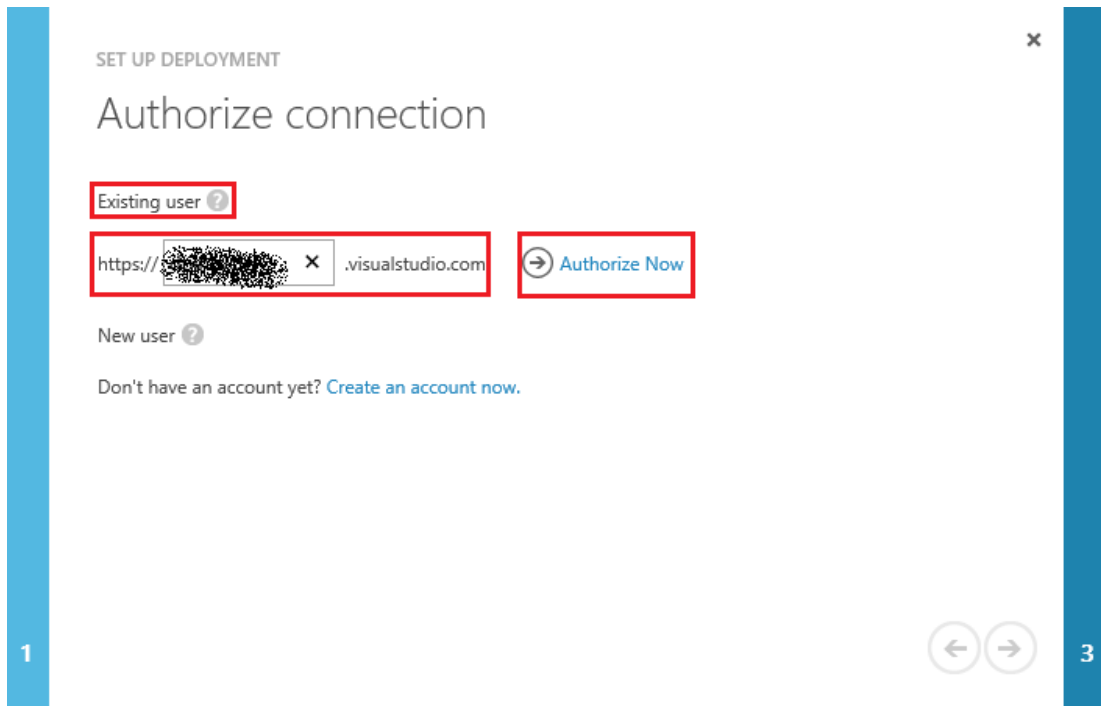 SET UP DEPLOYMENT
Authorize connection
Existing user ?
https:// .visualstudio.com Authorize Now
New user ?
Don't have an account yet? Create an account now.
1
3